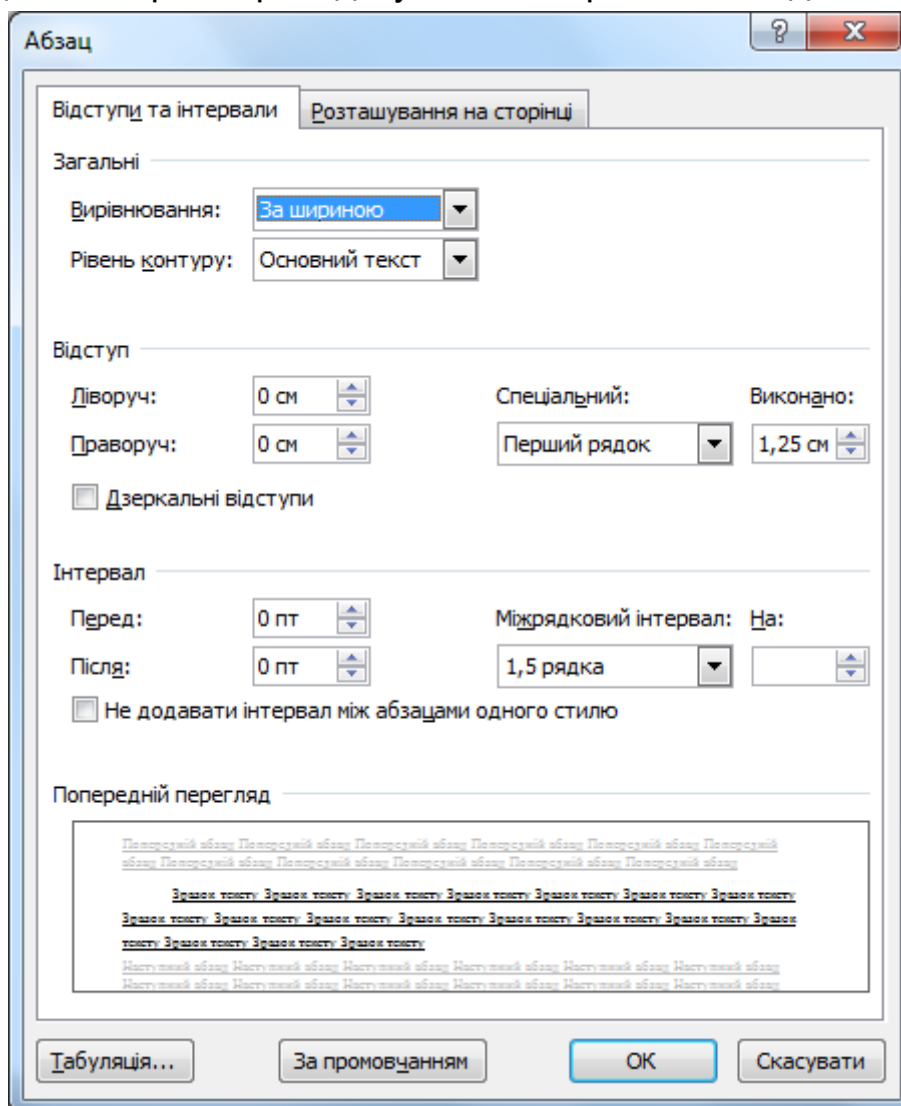 Абзац
Відступи та інтервали Розташування на сторінці
Загальні
Вирівнювання: За шириною
Рівень контуру: Основний текст
Відступ
Ліворуч: 0 см Спеціальний: Виконано:
Праворуч: 0 см Перший рядок 1,25 см
Дзеркальні відступи
Інтервал
Перед: 0 пт Міжрядковий інтервал: На:
Після: 0 пт 1,5 рядка
Не додавати інтервал між абзацами одного стилю
Попередній перегляд
Попередній абзац Попередній абзац Попередній абзац Попередній абзац Попередній абзац Попередній
абзац Попередній абзац Попередній абзац Попередній абзац Попередній абзац Попередній абзац
Зразок тексту Зразок тексту Зразок тексту Зразок тексту Зразок тексту Зразок тексту Зразок тексту
Зразок тексту Зразок тексту Зразок тексту Зразок тексту Зразок тексту Зразок тексту Зразок тексту Зразок
тексту Зразок тексту Зразок тексту Зразок тексту
Наступний абзац Наступний абзац Наступний абзац Наступний абзац Наступний абзац Наступний абзац
Наступний абзац Наступний абзац Наступний абзац Наступний абзац Наступний абзац Наступний абзац
Табуляція... За промовчанням ОК Скасувати